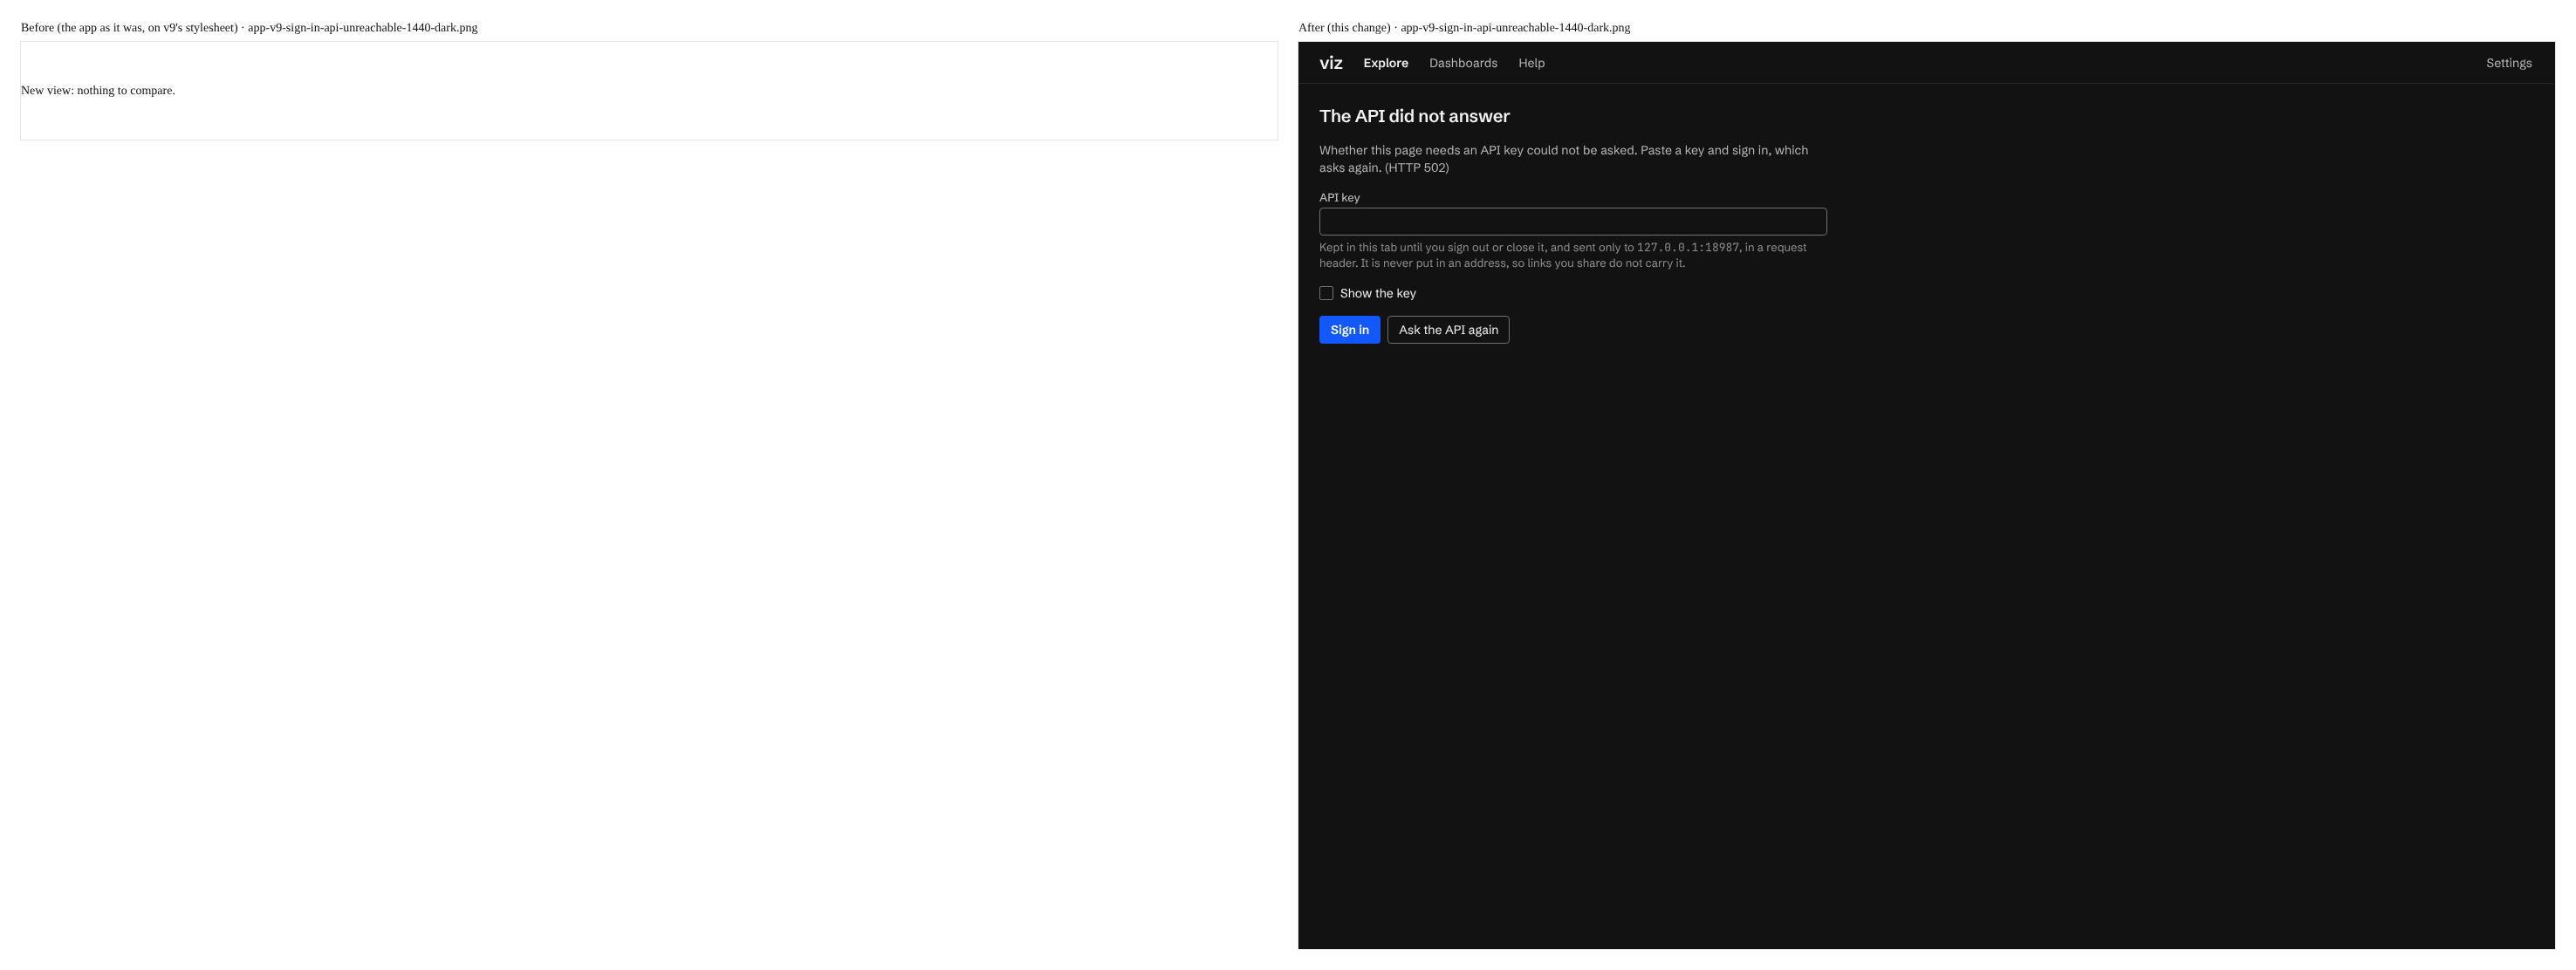 Before (the app as it was, on v9's stylesheet) · app-v9-sign-in-api-unreachable-1440-dark.png
New view: nothing to compare.
After (this change) · app-v9-sign-in-api-unreachable-1440-dark.png
viz Explore Dashboards Help Settings
The API did not answer
Whether this page needs an API key could not be asked. Paste a key and sign in, which
asks again. (HTTP 502)
API key
Kept in this tab until you sign out or close it, and sent only to 127.0.0.1:18987, in a request
header. It is never put in an address, so links you share do not carry it.
Show the key
Sign in Ask the API again